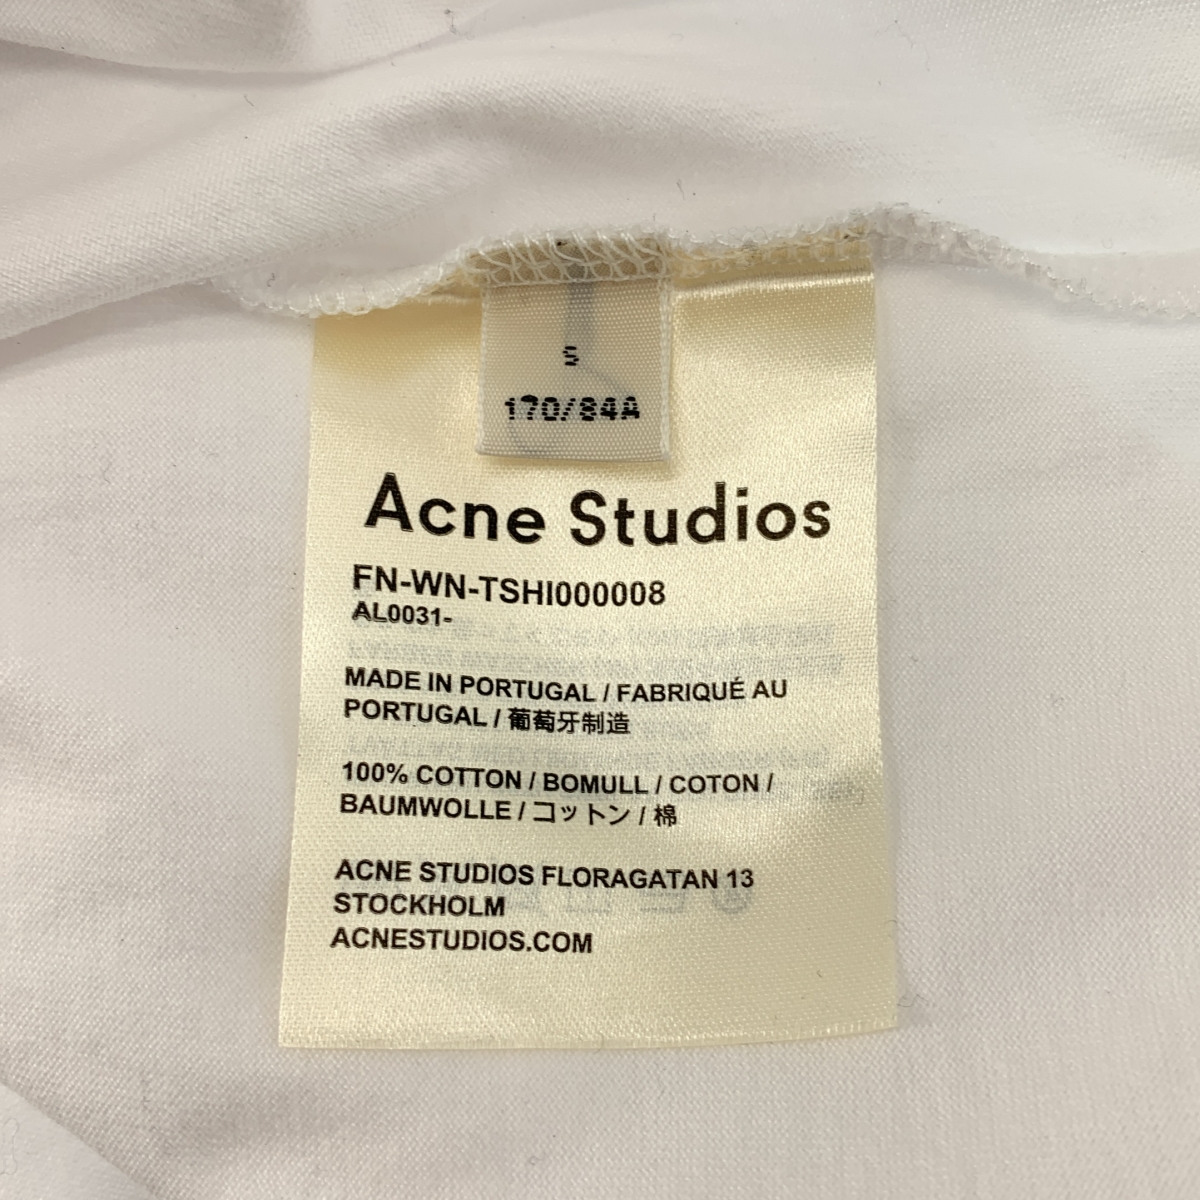 S
170/84A
Acne Studios
FN-WN-TSHI000008
AL0031-
MADE IN PORTUGAL / FABRIQUÉ AU
PORTUGAL / 葡萄牙制造
100% COTTON / BOMULL / COTON /
BAUMWOLLE / コットン / 棉
ACNE STUDIOS FLORAGATAN 13
STOCKHOLM
ACNESTUDIOS.COM